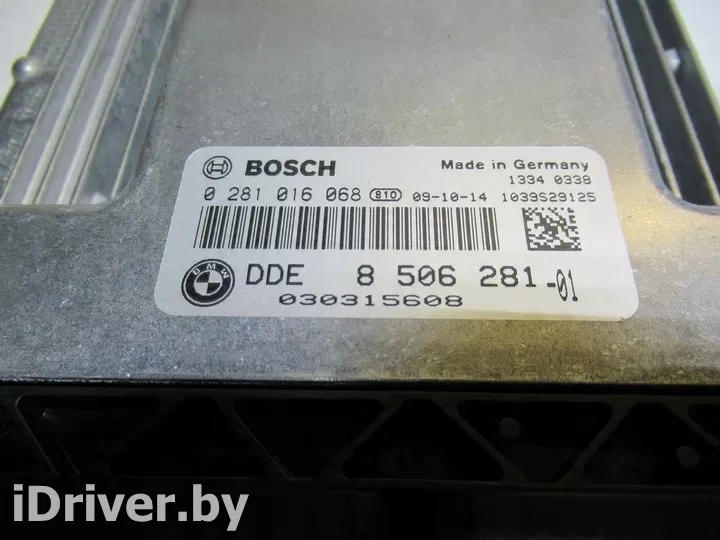 BOSCH Made in Germany
1334 0338
0 281 016 068 810 09-10-14 1039S29125
BMW DDE 8 506 281-01
030315608
iDriver.by